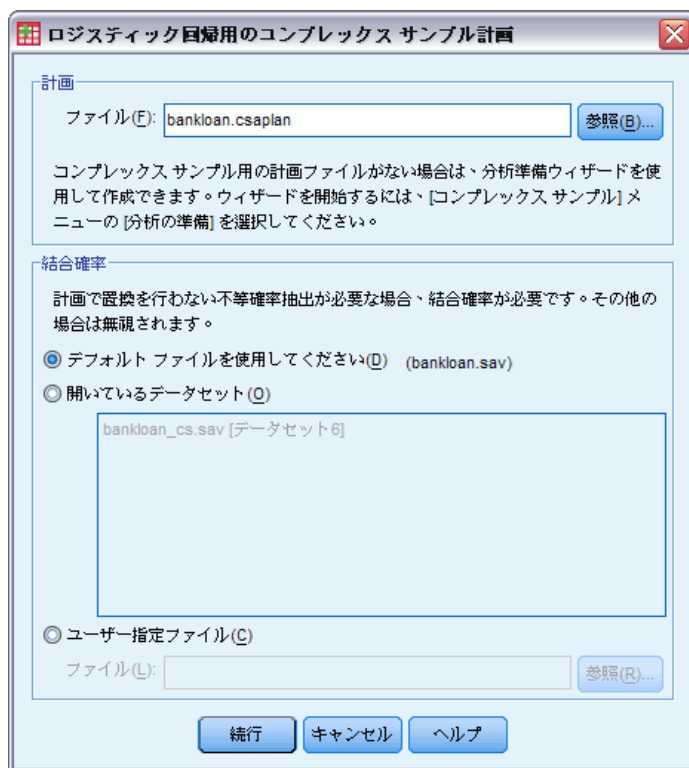 ロジスティック回帰用のコンプレックス サンプル計画
計画
ファイル(F): bankloan.csaplan 参照(B)...
コンプレックス サンプル用の計画ファイルがない場合は、分析準備ウィザードを使
用して作成できます。ウィザードを開始するには、[コンプレックス サンプル] メ
ニューの [分析の準備] を選択してください。
結合確率
計画で置換を行わない不等確率抽出が必要な場合、結合確率が必要です。その他の
場合は無視されます。
デフォルト ファイルを使用してください(D) (bankloan.sav)
開いているデータセット(O)
bankloan_cs.sav [データセット6]
ユーザー指定ファイル(C)
ファイル(L): 参照(R)...
続行 キャンセル ヘルプ